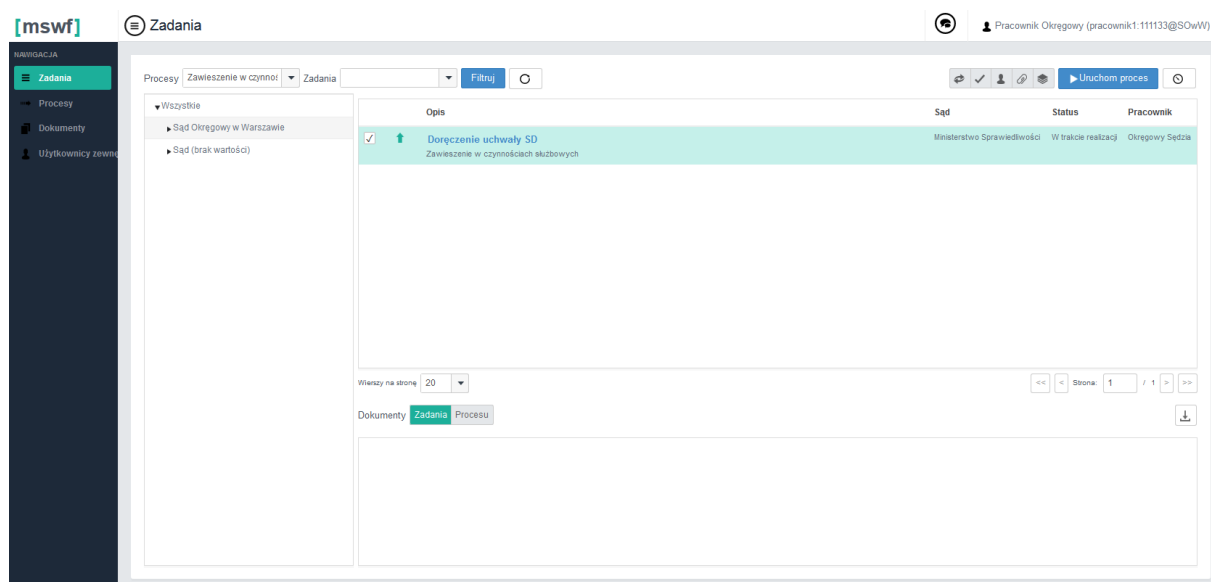 [mswf]
Zadania
Pracownik Okręgowy (pracownik1:111133@SOwW)
NAWIGACJA
Zadania
Procesy
Dokumenty
Użytkownicy zewnę
Procesy Zawieszenie w czynnoś Zadania Filtruj Uruchom proces
Wszystkie
Sąd Okręgowy w Warszawie
Sąd (brak wartości)
Opis Sąd Status Pracownik
Doręczenie uchwały SD Ministerstwo Sprawiedliwości W trakcie realizacji Okręgowy Sędzia
Zawieszenie w czynnościach służbowych
Wierszy na stronę 20 << < Strona: 1 / 1 > >>
Dokumenty Zadania Procesu